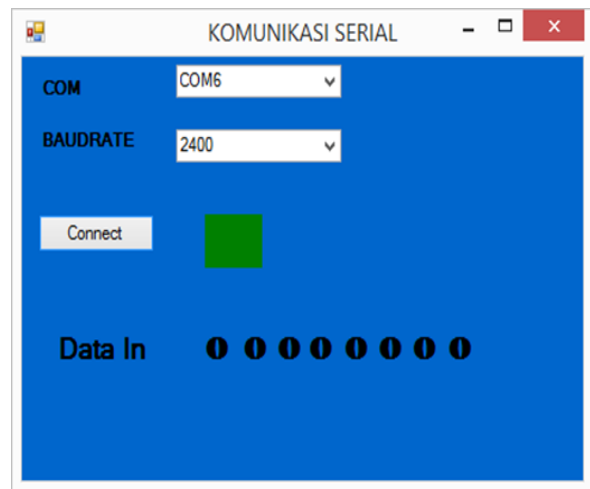 KOMUNIKASI SERIAL
COM COM6
BAUDRATE 2400
Connect
Data In 0 0 0 0 0 0 0 0